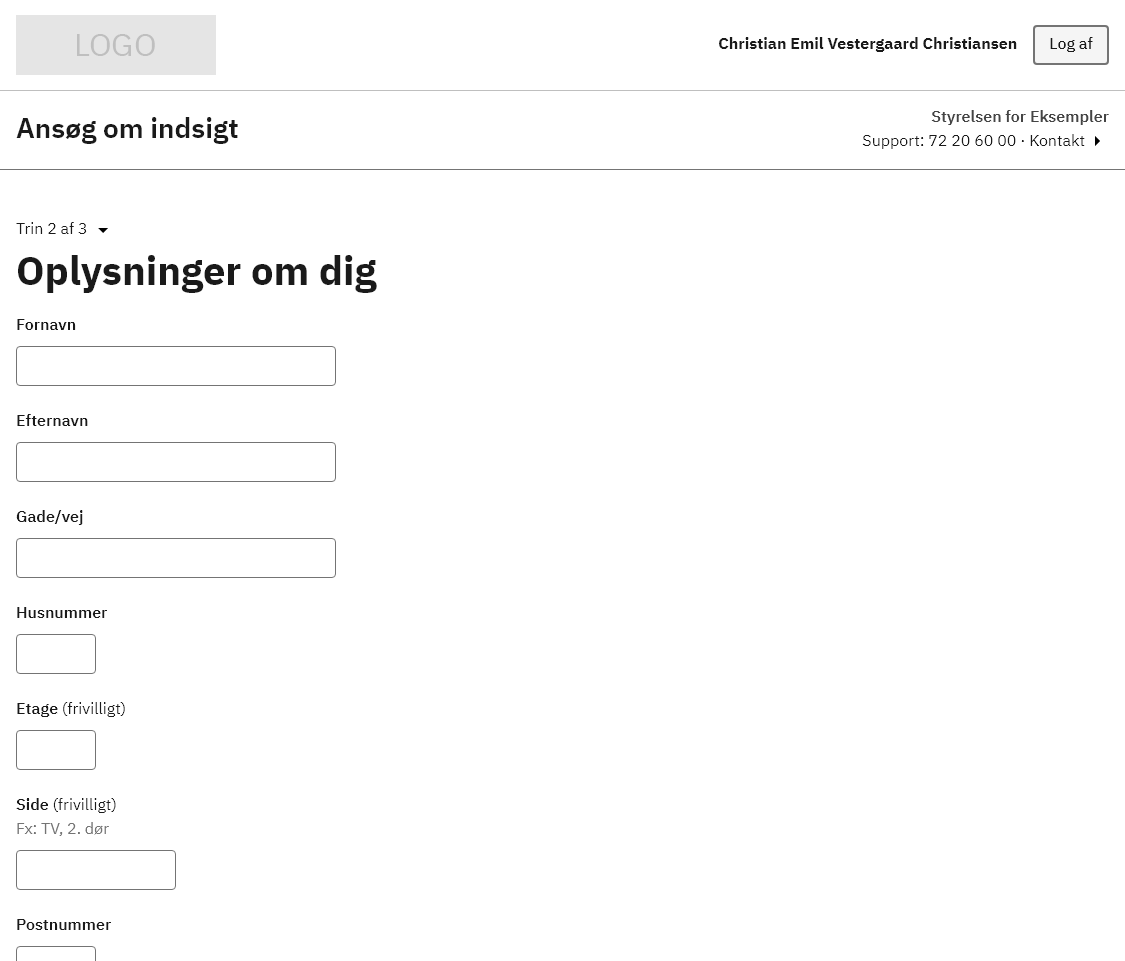 LOGO
Christian Emil Vestergaard Christiansen
Log af
Ansøg om indsigt
Styrelsen for Eksempler
Support: 72 20 60 00 · Kontakt
Trin 2 af 3
Oplysninger om dig
Fornavn
Efternavn
Gade/vej
Husnummer
Etage (frivilligt)
Side (frivilligt)
Fx: TV, 2. dør
Postnummer